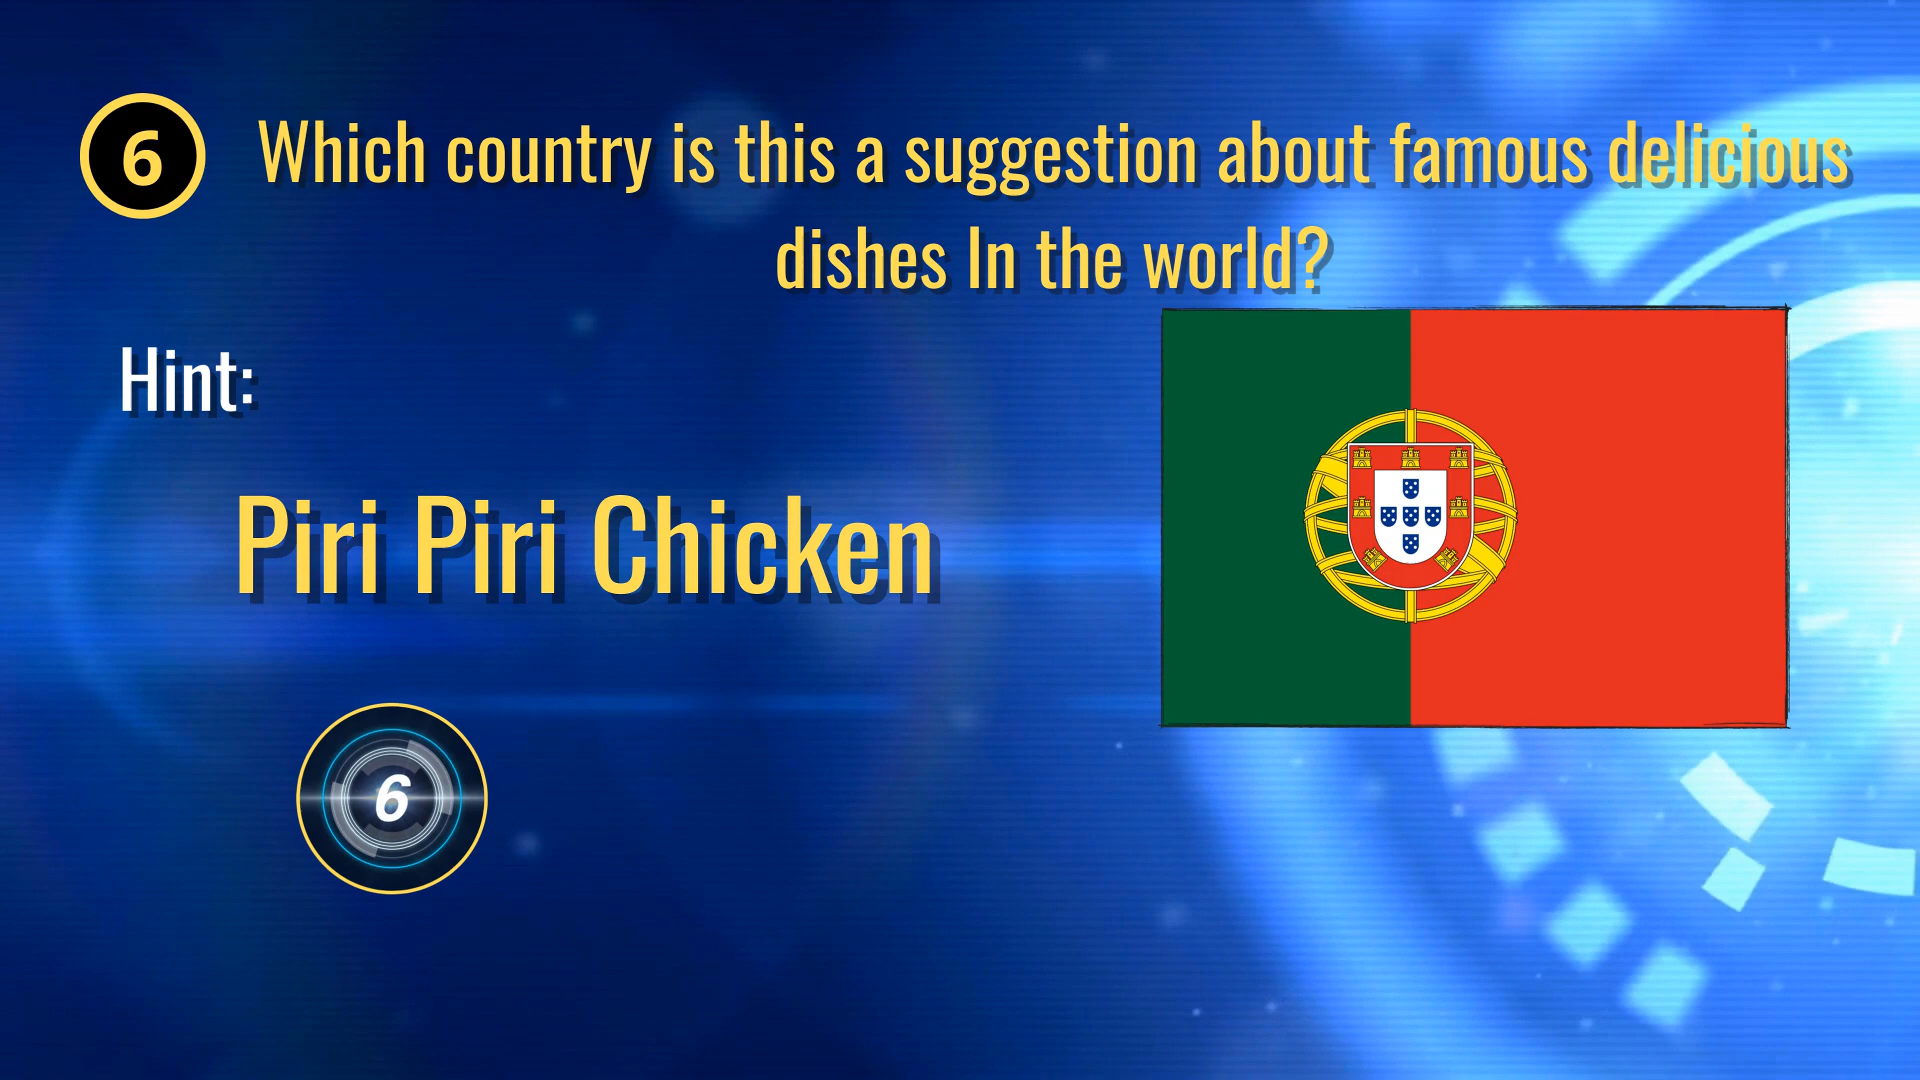 6
Which country is this a suggestion about famous delicious
dishes In the world?
Hint:
Piri Piri Chicken
6